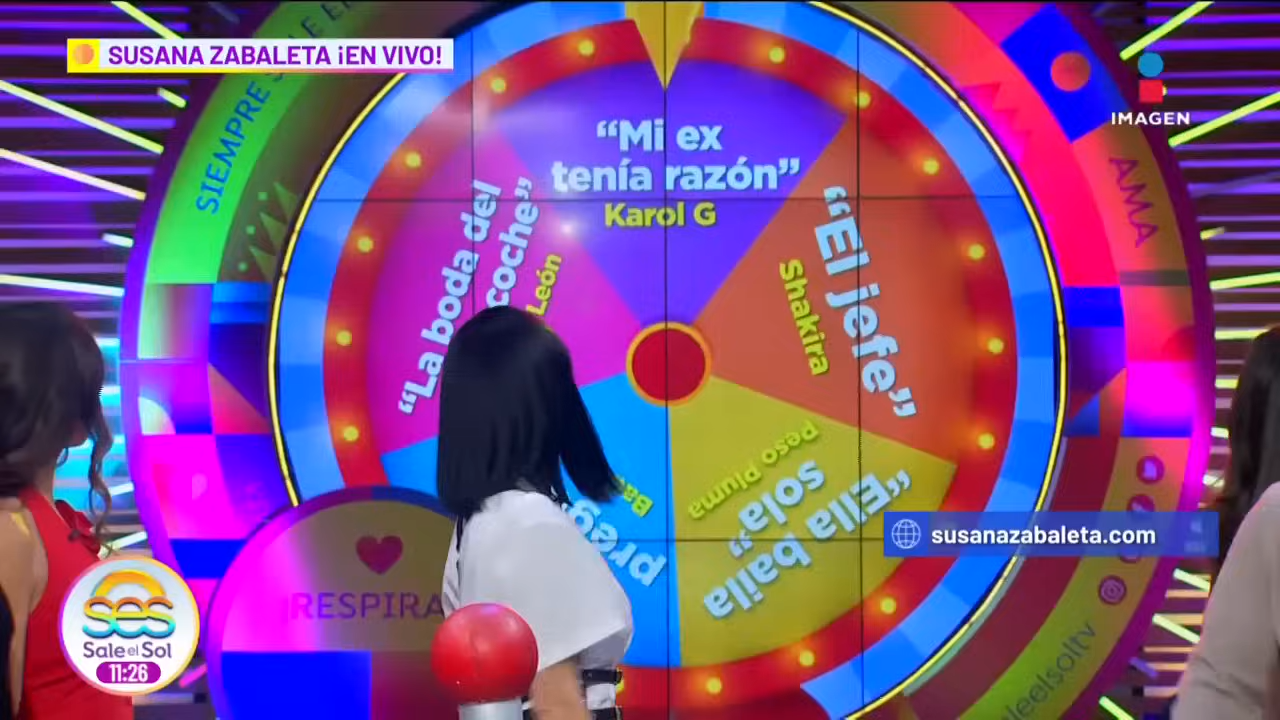 SUSANA ZABALETA ¡EN VIVO!
IMAGEN
SIEMPRE
AMA
“Mi ex
tenía razón”
Karol G
“La boda del
coche”
León
“El jefe”
Shakira
“Ella baila
sola”
Peso Pluma
RESPIRA
susanazabaleta.com
ses
Sale el Sol
11:26